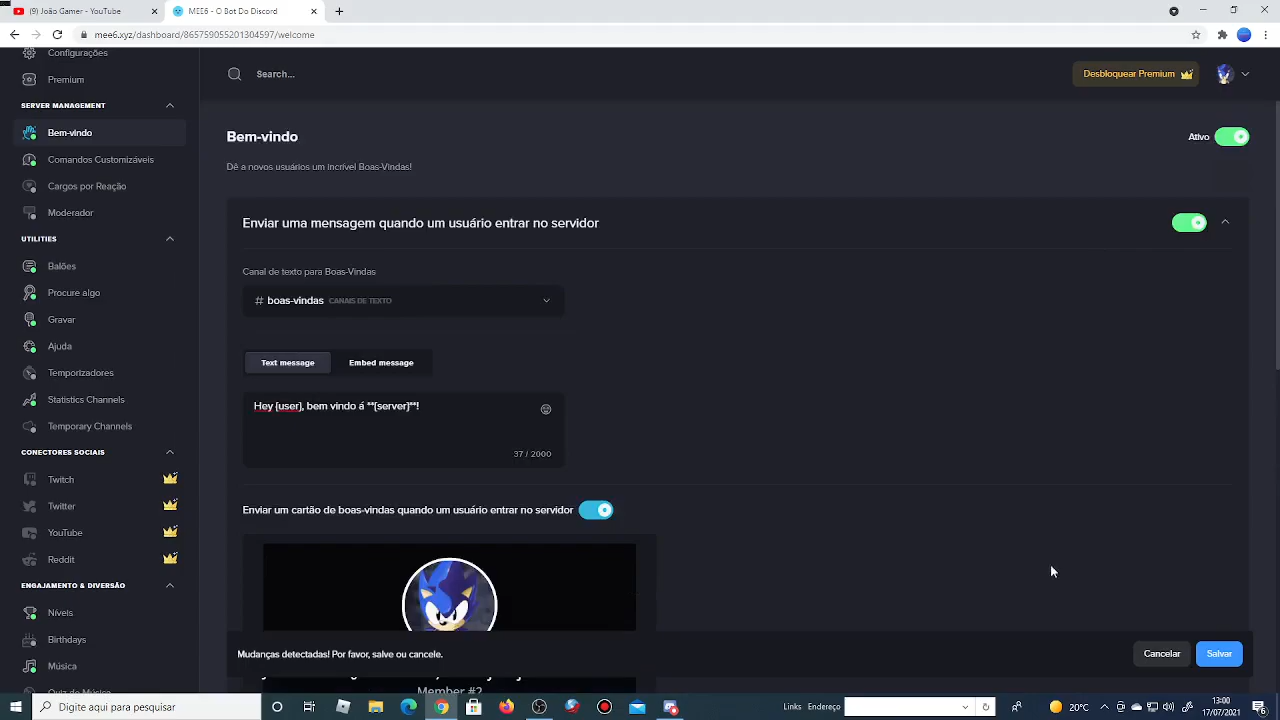 (9) João Gamer - YouTube
MEE6 - O Bot Do Discord
mee6.xyz/dashboard/865759055201304597/welcome
Configurações
Premium
SERVER MANAGEMENT
Bem-vindo
Comandos Customizáveis
Cargos por Reação
Moderador
UTILITIES
Balões
Procure algo
Gravar
Ajuda
Temporizadores
Statistics Channels
Temporary Channels
CONECTORES SOCIAIS
Twitch
Twitter
YouTube
Reddit
ENGAJAMENTO & DIVERSÃO
Níveis
Birthdays
Música
Search...
Desbloquear Premium
Bem-vindo
Ativo
Dê a novos usuários um Incrível Boas-Vindas!
Enviar uma mensagem quando um usuário entrar no servidor
Canal de texto para Boas-Vindas
# boas-vindas CANAIS DE TEXTO
Text message
Embed message
Hey {user}, bem vindo á **{server}**!
37 / 2000
Enviar um cartão de boas-vindas quando um usuário entrar no servidor
Mudanças detectadas! Por favor, salve ou cancele.
Cancelar
Salvar
Member #2
Digite aqui para pesquisar
Links
Endereço
20°C
13:00
17/07/2021